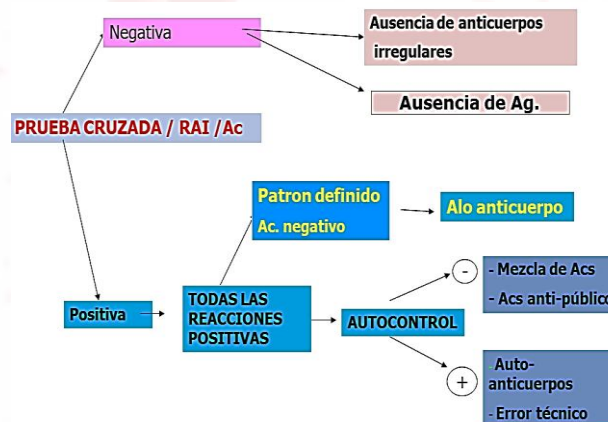 Negativa
Ausencia de anticuerpos
irregulares
Ausencia de Ag.
PRUEBA CRUZADA / RAI /Ac
Patron definido
Ac. negativo
Alo anticuerpo
Positiva
TODAS LAS
REACCIONES
POSITIVAS
AUTOCONTROL
-
- Mezcla de Acs
- Acs anti-público
+
- Auto-
anticuerpos
- Error técnico